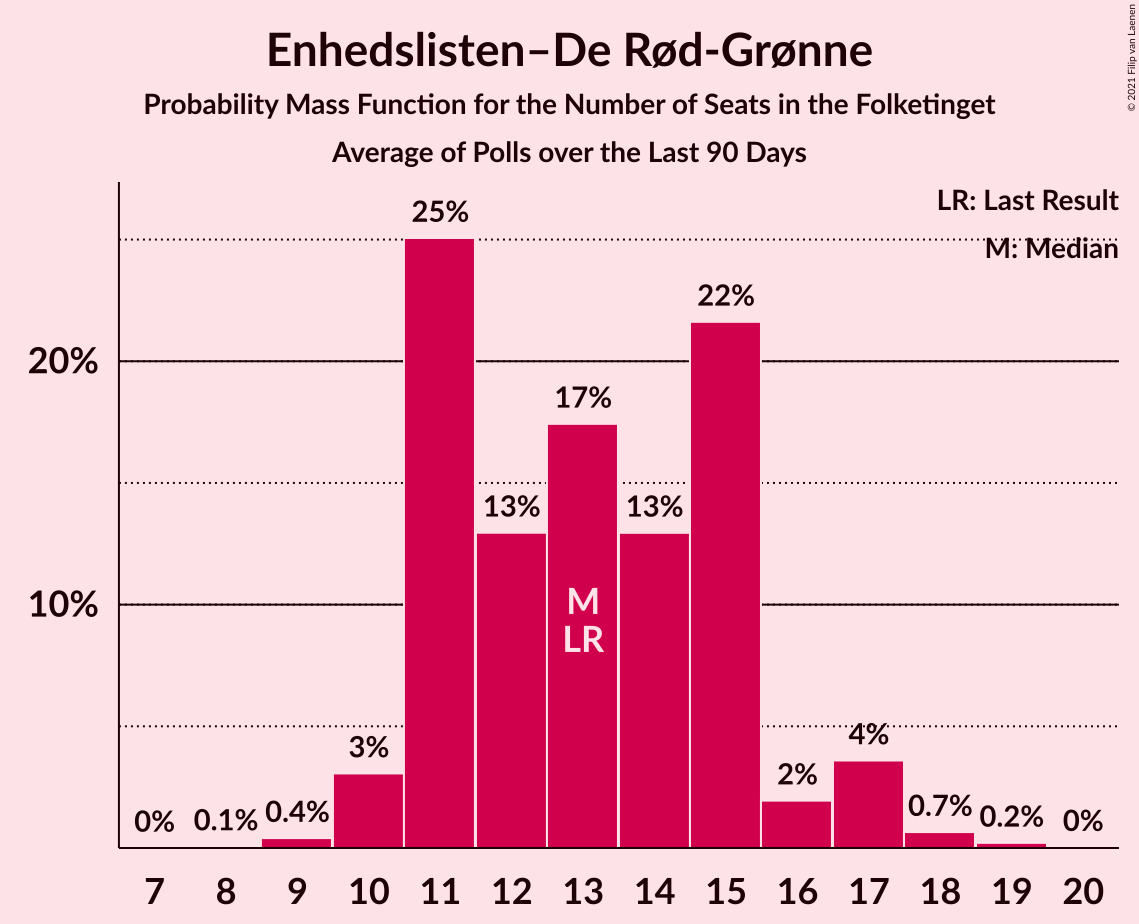 Enhedslisten–De Rød-Grønne
Probability Mass Function for the Number of Seats in the Folketinget
Average of Polls over the Last 90 Days
© 2021 Filip van Laenen
LR: Last Result
M: Median
25%
22%
20%
17%
13%
13%
M
10%
LR
4%
3%
2%
0.7%
0.4%
0.2%
0%
0.1%
0%
7 8 9 10 11 12 13 14 15 16 17 18 19 20